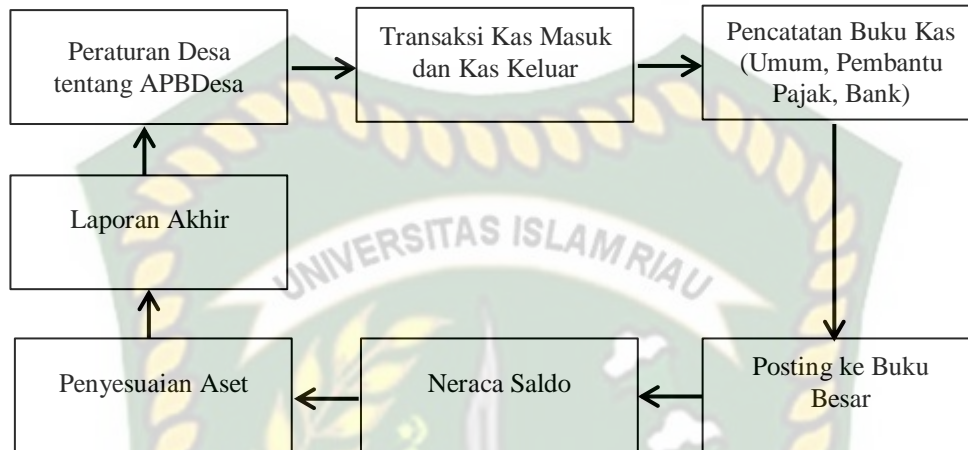 Peraturan Desa
tentang APBDesa
Transaksi Kas Masuk
dan Kas Keluar
Pencatatan Buku Kas
(Umum, Pembantu
Pajak, Bank)
Laporan Akhir
UNIVERSITAS ISLAM RIAU
Penyesuaian Aset
Neraca Saldo
Posting ke Buku
Besar